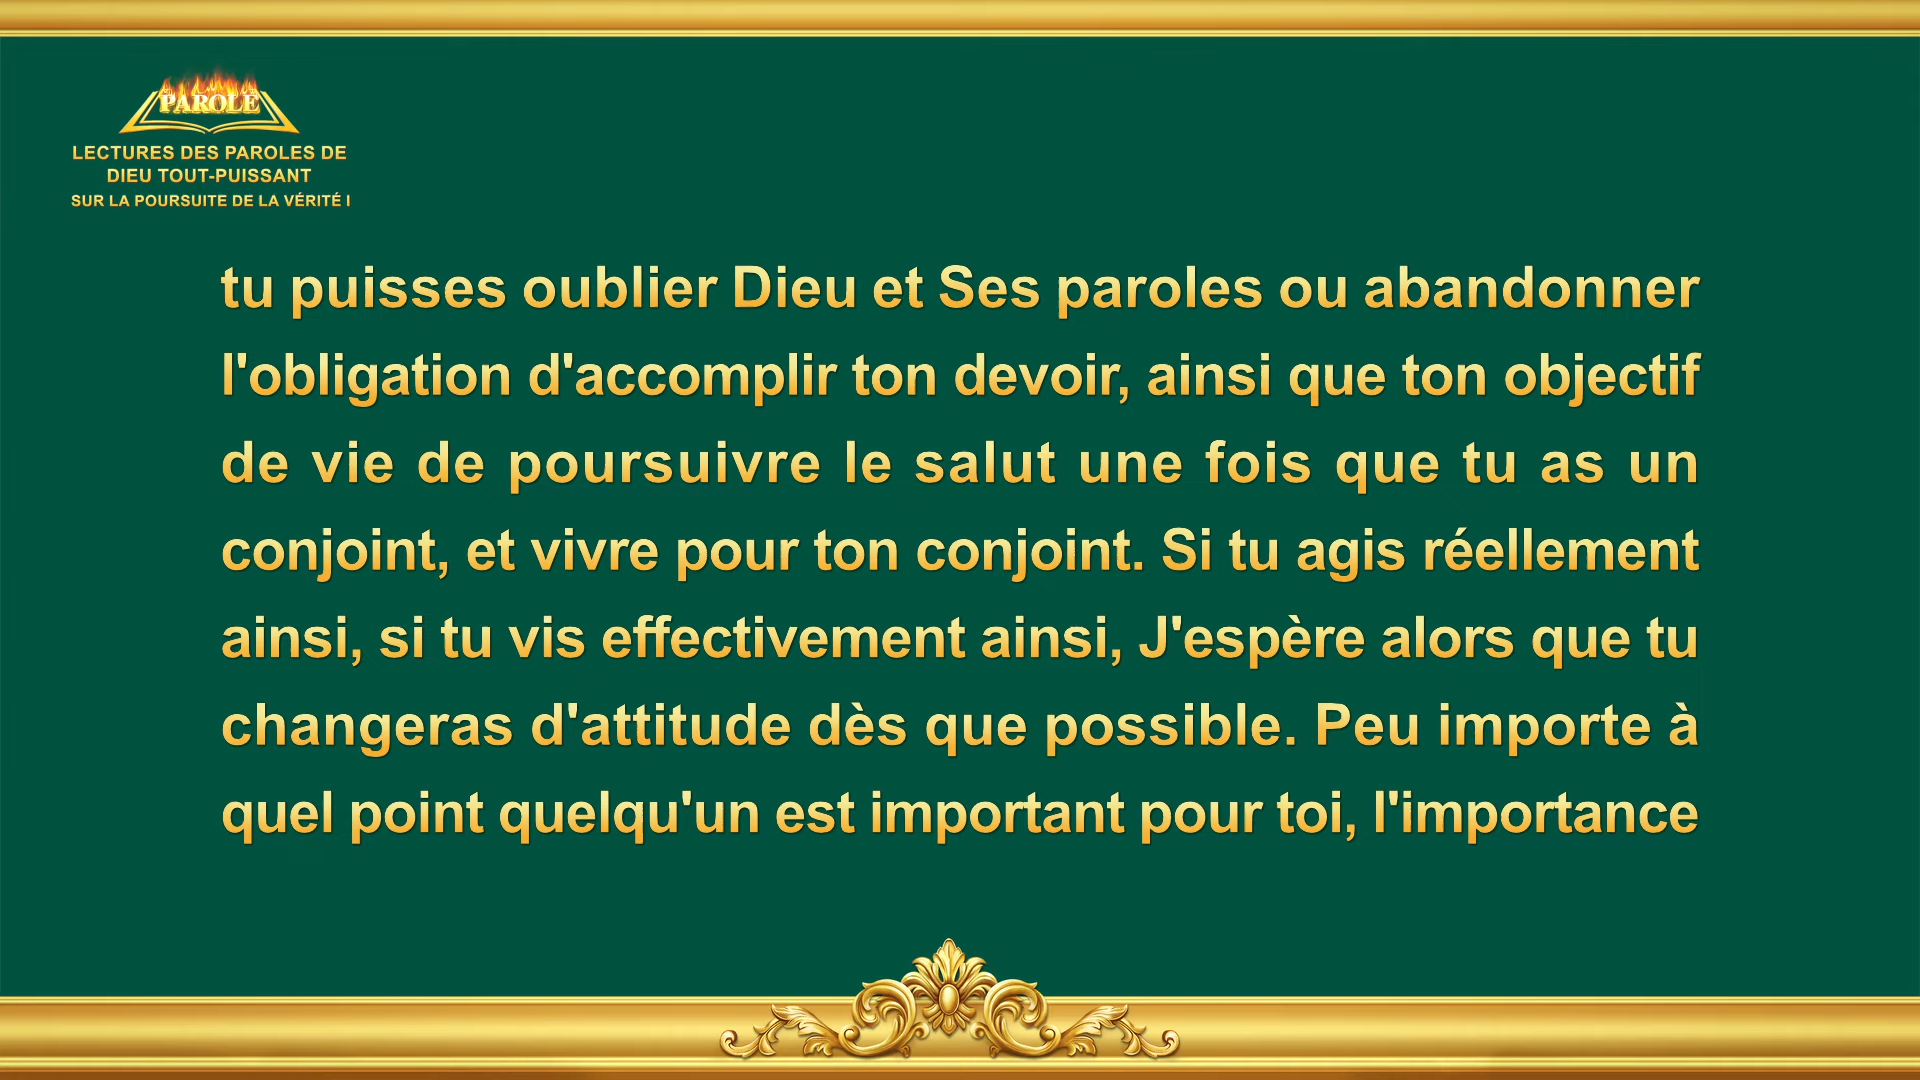 PAROLE
LECTURES DES PAROLES DE
DIEU TOUT-PUISSANT
SUR LA POURSUITE DE LA VÉRITÉ I
tu puisses oublier Dieu et Ses paroles ou abandonner
l'obligation d'accomplir ton devoir, ainsi que ton objectif
de vie de poursuivre le salut une fois que tu as un
conjoint, et vivre pour ton conjoint. Si tu agis réellement
ainsi, si tu vis effectivement ainsi, J'espère alors que tu
changeras d'attitude dès que possible. Peu importe à
quel point quelqu'un est important pour toi, l'importance